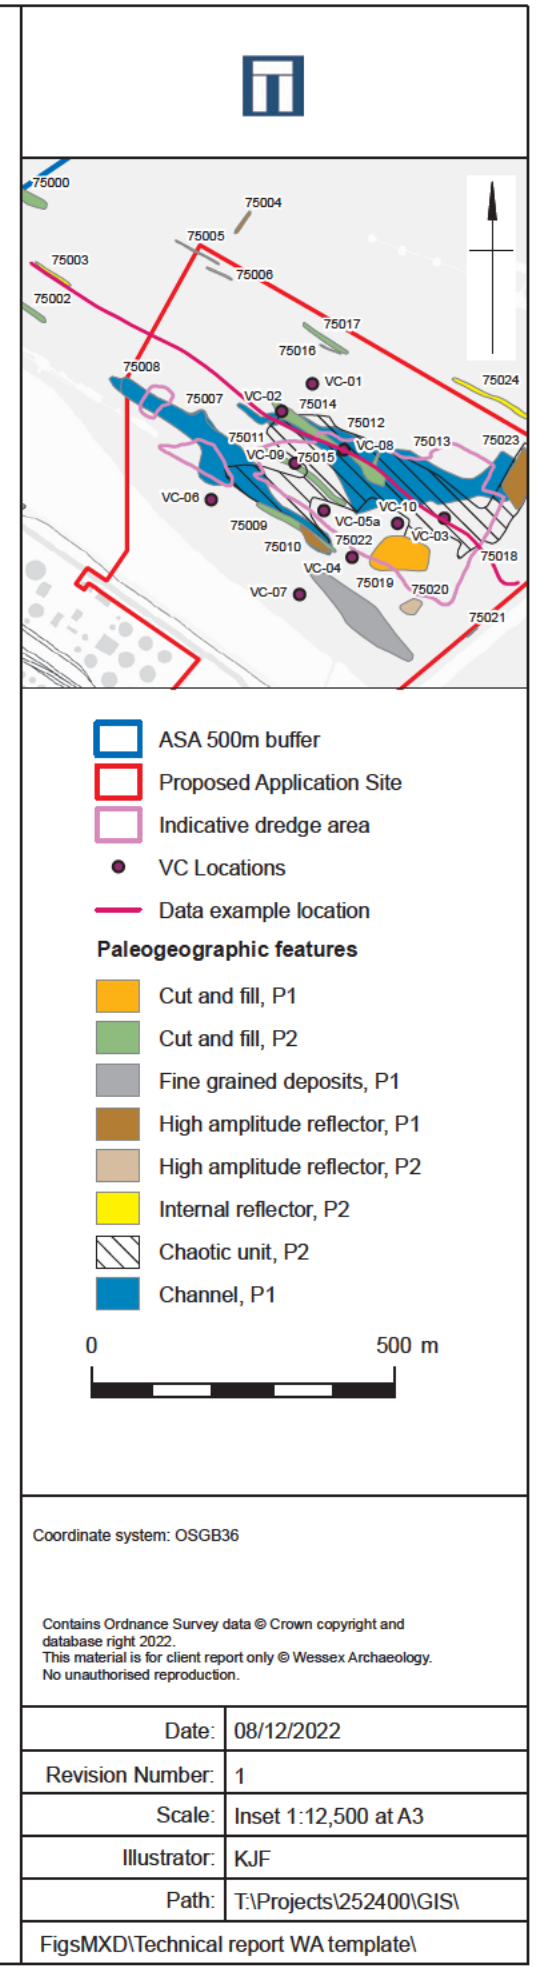 75000
75004
75005
75003
75006
75002
75017
75016
75008
VC-01
75024
75007
VC-02
75014
75012
75011
VC-08
75013
75023
VC-09
75015
VC-06
VC-10
75009
VC-05a
75010
75022
VC-03
75018
VC-04
75019
75020
VC-07
75021
ASA 500m buffer
Proposed Application Site
Indicative dredge area
VC Locations
Data example location
Paleogeographic features
Cut and fill, P1
Cut and fill, P2
Fine grained deposits, P1
High amplitude reflector, P1
High amplitude reflector, P2
Internal reflector, P2
Chaotic unit, P2
Channel, P1
0 500 m
Coordinate system: OSGB36
Contains Ordnance Survey data © Crown copyright and
database right 2022.
This material is for client report only © Wessex Archaeology.
No unauthorised reproduction.
Date: 08/12/2022
Revision Number: 1
Scale: Inset 1:12,500 at A3
Illustrator: KJF
Path: T:\Projects\252400\GIS\
FigsMXD\Technical report WA template\